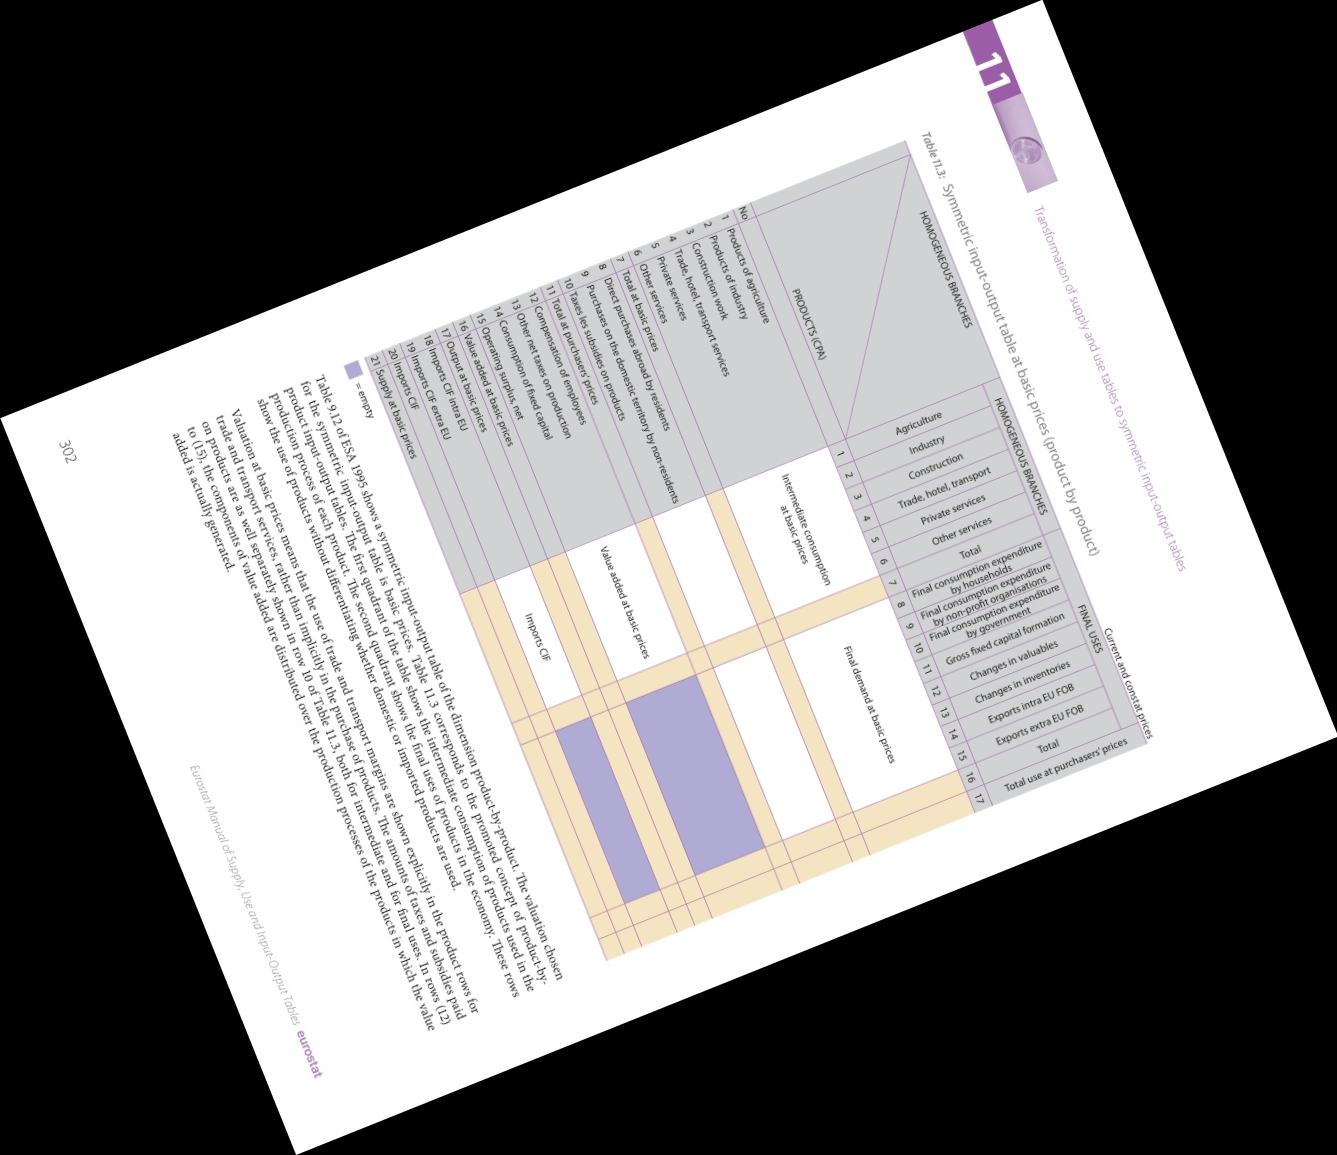 11
Transformation of supply and use tables to symmetric input-output tables
Table 11.3: Symmetric input-output table at basic prices (product by product)
Current and constat prices
HOMOGENEOUS BRANCHES
HOMOGENEOUS BRANCHES
FINAL USES
Agriculture
Industry
Construction
Trade, hotel, transport
Private services
Other services
Total
Final consumption expenditure
by households
Final consumption expenditure
by non-profit organisations
Final consumption expenditure
by government
Gross fixed capital formation
Changes in valuables
Changes in inventories
Exports intra EU FOB
Exports extra EU FOB
Total
Total use at purchasers' prices
PRODUCTS (CPA)
No
1 2 3 4 5 6 7 8 9 10 11 12 13 14 15 16 17
1 Products of agriculture
2 Products of industry
3 Construction work
4 Trade, hotel, transport services
5 Private services
6 Other services
Intermediate consumption
at basic prices
Final demand at basic prices
7 Total at basic prices
8 Direct purchases abroad by residents
9 Purchases on the domestic territory by non-residents
10 Taxes les subsidies on products
11 Total at purchasers' prices
12 Compensation of employees
13 Other net taxes on production
14 Consumption of fixed capital
15 Operating surplus, net
Value added at basic prices
16 Value added at basic prices
17 Output at basic prices
18 Imports CIF intra EU
19 Imports CIF extra EU
Imports CIF
20 Imports CIF
21 Supply at basic prices
= empty
Table 9.12 of ESA 1995 shows a symmetric input-output table of the dimension product-by-product. The valuation chosen
for the symmetric input-output table is basic prices. Table 11.3 corresponds to the promoted concept of product-by-
product input-output tables. The first quadrant of the table shows the intermediate consumption of products used in the
production process of each product. The second quadrant shows the final uses of products in the economy. These rows
show the use of products without differentiating whether domestic or imported products are used.
Valuation at basic prices means that the use of trade and transport margins are shown explicitly in the product rows for
trade and transport services, rather than implicitly in the purchase of products. The amounts of taxes and subsidies paid
on products are as well separately shown in row 10 of Table 11.3, both for intermediate and for final uses. In rows (12)
to (15), the components of value added are distributed over the production processes of the products in which the value
added is actually generated.
302
Eurostat Manual of Supply, Use and Input-Output Tables eurostat